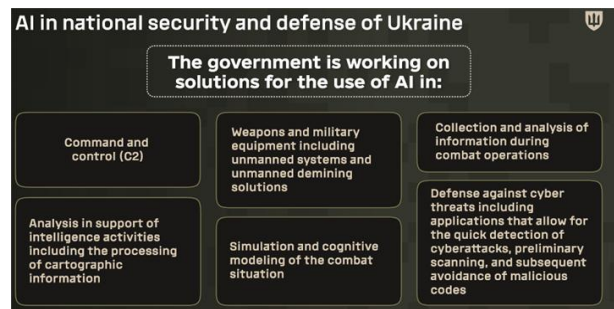 AI in national security and defense of Ukraine
The government is working on
solutions for the use of AI in:
Command and
control (C2)
Weapons and military
equipment including
unmanned systems and
unmanned demining
solutions
Collection and analysis of
information during
combat operations
Analysis in support of
intelligence activities
including the processing
of cartographic
information
Simulation and cognitive
modeling of the combat
situation
Defense against cyber
threats including
applications that allow for
the quick detection of
cyberattacks, preliminary
scanning, and subsequent
avoidance of malicious
codes